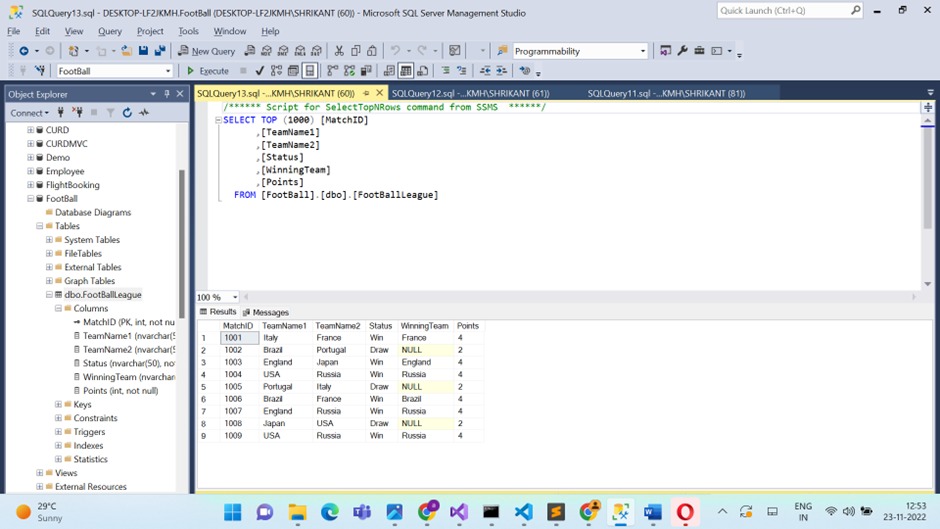 SQLQuery13.sql - DESKTOP-LF2JKMH.FootBall (DESKTOP-LF2JKMH\SHRIKANT (60)) - Microsoft SQL Server Management Studio
Quick Launch (Ctrl+Q)
File Edit View Query Project Tools Window Help
New Query
MDX DMX XMLA DAX
Programmability
FootBall
Execute
Object Explorer
Connect
CURD
CURDMVC
Demo
Employee
FlightBooking
FootBall
Database Diagrams
Tables
System Tables
FileTables
External Tables
Graph Tables
dbo.FootBallLeague
Columns
MatchID (PK, int, not nu
TeamName1 (nvarchar(5
TeamName2 (nvarchar(5
Status (nvarchar(50), no
WinningTeam (nvarchar
Points (int, not null)
Keys
Constraints
Triggers
Indexes
Statistics
Views
External Resources
SQLQuery13.sql -...KMH\SHRIKANT (60)) SQLQuery12.sql -...KMH\SHRIKANT (61)) SQLQuery11.sql -...KMH\SHRIKANT (81))
/****** Script for SelectTopNRows command from SSMS ******/
SELECT TOP (1000) [MatchID]
,[TeamName1]
,[TeamName2]
,[Status]
,[WinningTeam]
,[Points]
FROM [FootBall].[dbo].[FootBallLeague]
100 %
Results Messages
MatchID TeamName1 TeamName2 Status WinningTeam Points
1 1001 Italy France Win France 4
2 1002 Brazil Portugal Draw NULL 2
3 1003 England Japan Win England 4
4 1004 USA Russia Win Russia 4
5 1005 Portugal Italy Draw NULL 2
6 1006 Brazil France Win Brazil 4
7 1007 England Russia Win Russia 4
8 1008 Japan USA Draw NULL 2
9 1009 USA Russia Win Russia 4
29°C
Sunny
ENG
IN
12:53
23-11-2022